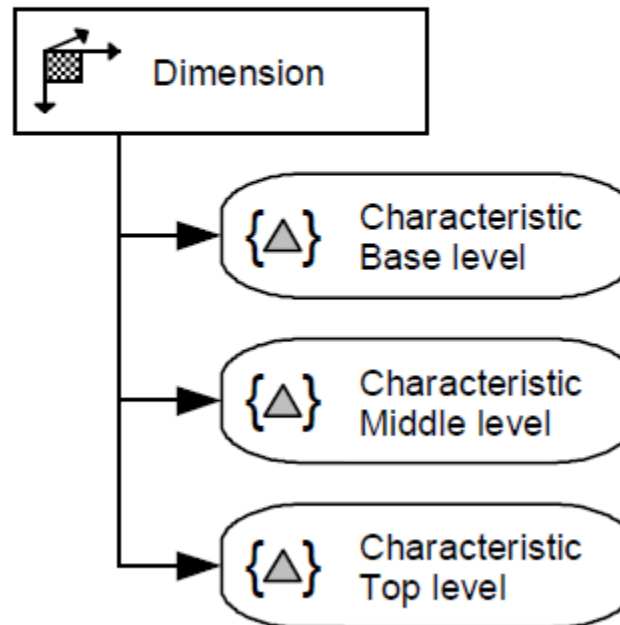 Dimension
{ } Characteristic
Base level
{ } Characteristic
Middle level
{ } Characteristic
Top level